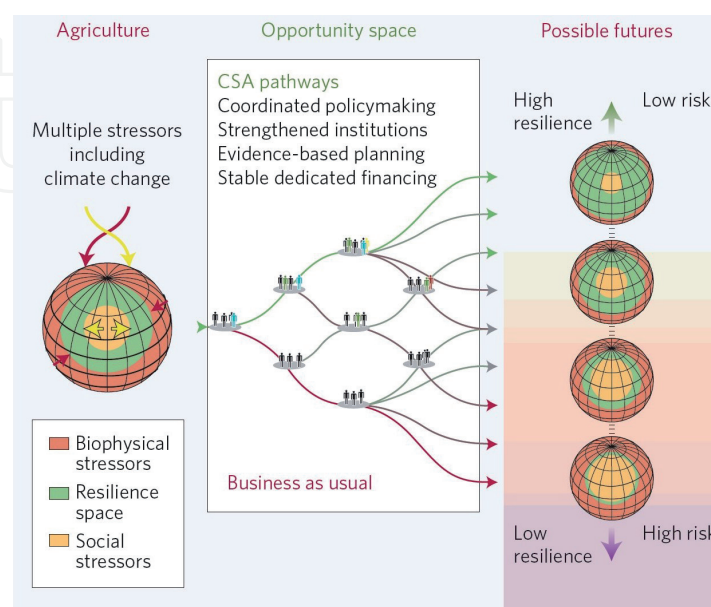 Agriculture
Opportunity space
Possible futures
Multiple stressors
including
climate change
CSA pathways
Coordinated policymaking
Strengthened institutions
Evidence-based planning
Stable dedicated financing
Business as usual
High
resilience
Low risk
Low
resilience
High risk
Biophysical
stressors
Resilience
space
Social
stressors